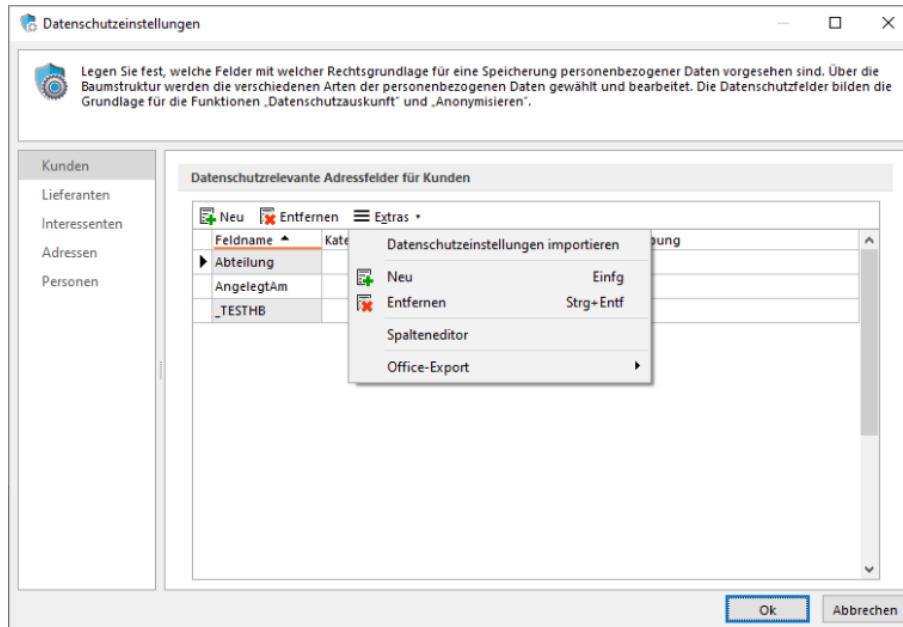 Datenschutzeinstellungen
Legen Sie fest, welche Felder mit welcher Rechtsgrundlage für eine Speicherung personenbezogener Daten vorgesehen sind. Über die
Baumstruktur werden die verschiedenen Arten der personenbezogenen Daten gewählt und bearbeitet. Die Datenschutzfelder bilden die
Grundlage für die Funktionen „Datenschutzauskunft“ und „Anonymisieren“.
Kunden
Lieferanten
Interessenten
Adressen
Personen
Datenschutzrelevante Adressfelder für Kunden
Neu Entfernen Extras
Feldname Kate bung
Abteilung
AngelegtAm
_TESTHB
Datenschutzeinstellungen importieren
Neu Einfg
Entfernen Strg+Entf
Spalteneditor
Office-Export
Ok Abbrechen